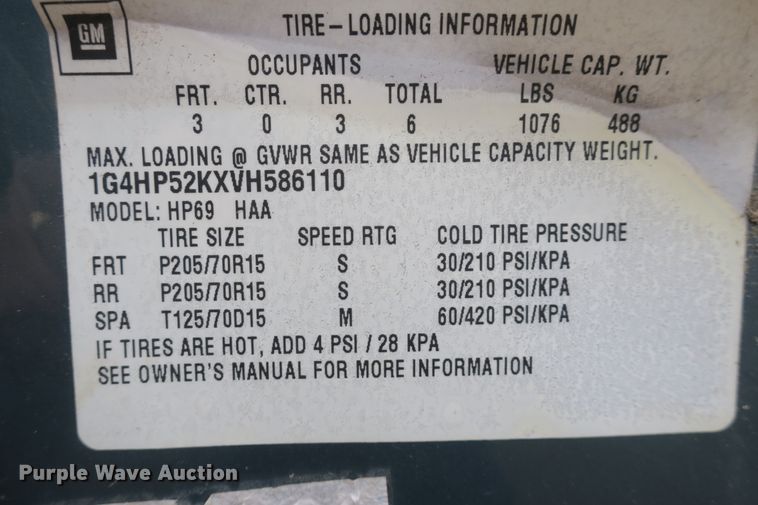 GM
TIRE-LOADING INFORMATION
OCCUPANTS VEHICLE CAP. WT.
FRT. CTR. RR. TOTAL LBS KG
3 0 3 6 1076 488
MAX. LOADING @ GVWR SAME AS VEHICLE CAPACITY WEIGHT.
1G4HP52KXVH586110
MODEL: HP69 HAA
TIRE SIZE SPEED RTG COLD TIRE PRESSURE
FRT P205/70R15 S 30/210 PSI/KPA
RR P205/70R15 S 30/210 PSI/KPA
SPA T125/70D15 M 60/420 PSI/KPA
IF TIRES ARE HOT, ADD 4 PSI / 28 KPA
SEE OWNER'S MANUAL FOR MORE INFORMATION
Purple Wave Auction